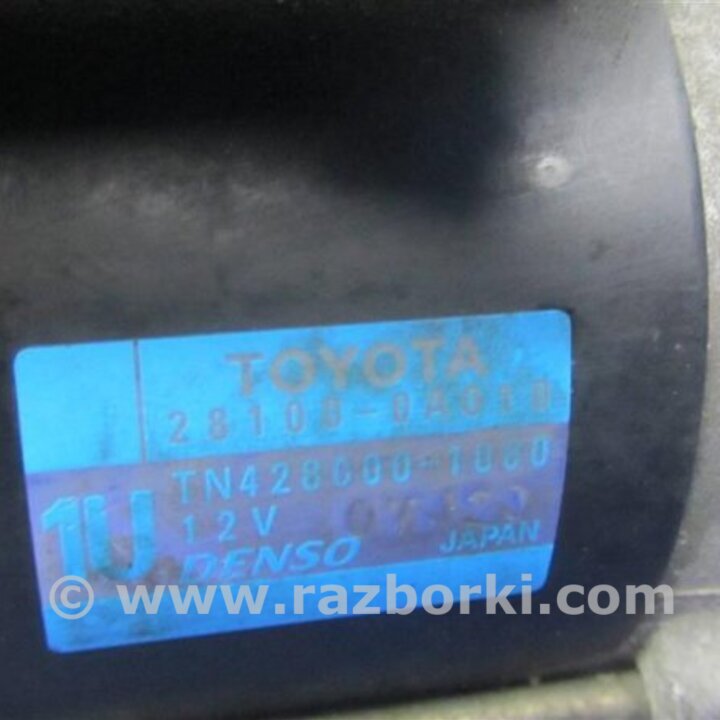 TOYOTA
28100-0A010
TN428000-1060
1U
12V
DENSO
JAPAN
© www.razborki.com